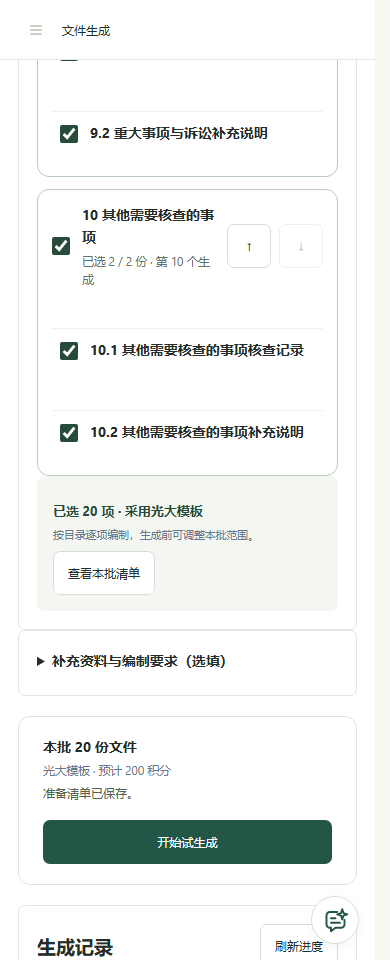 文件生成
9.2 重大事项与诉讼补充说明
10 其他需要核查的事
项
已选 2 / 2 份 · 第 10 个生
成
↑
↓
10.1 其他需要核查的事项核查记录
10.2 其他需要核查的事项补充说明
已选 20 项 · 采用光大模板
按目录逐项编制，生成前可调整本批范围。
查看本批清单
▶ 补充资料与编制要求（选填）
本批 20 份文件
光大模板 · 预计 200 积分
准备清单已保存。
开始试生成
生成记录
刷新进度